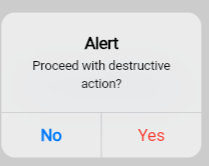 Alert
Proceed with destructive
action?
No Yes